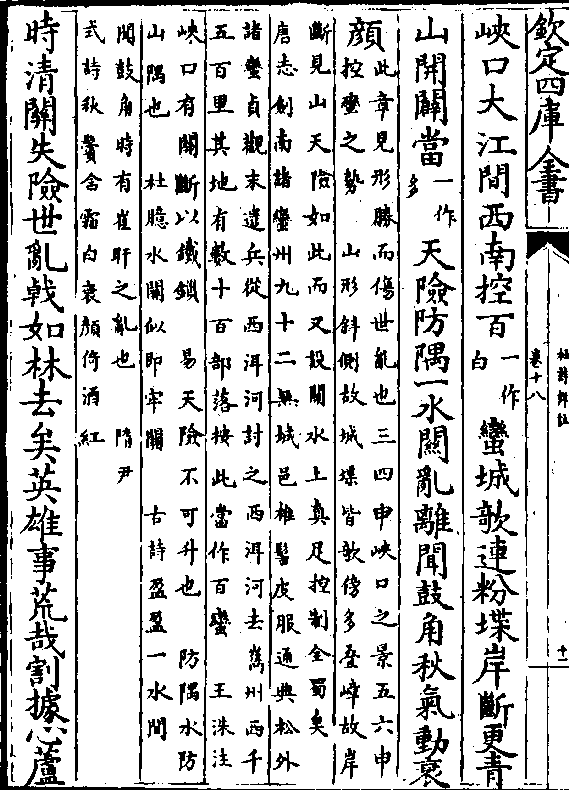 欽定四庫全書
杜詩詳註
卷十八
十一
峽口大江間西南控百一作白蠻城欹連粉堞岸斷更青
山開闢當一作多天險防隅一水關亂離聞鼓角秋氣動衰
顏此章見形勝而傷世亂也三四申峽口之景五六申
控蠻之勢 山形斜側故城堞皆欹傍多叠嶂故岸
斷見山天險如此而又設關水上真足控制全蜀矣
唐志劍南諸蠻州九十二無城邑椎髻皮服通典松外
諸蠻貞觀末遣兵從西洱河討之西洱河去嶲州西千
五百里其地有數十百部落按此當作百蠻 王洙注
峽口有關斷以鐵鎖 易天險不可升也 防隅水防
山隅也 杜臆水關似即牢關 古詩盈盈一水間
聞鼓角時有崔旰之亂也 隋尹
式詩秋鬢含霜白衰顏倚酒紅
時清關失險世亂戟如林去矣英雄事荒哉割據心蘆